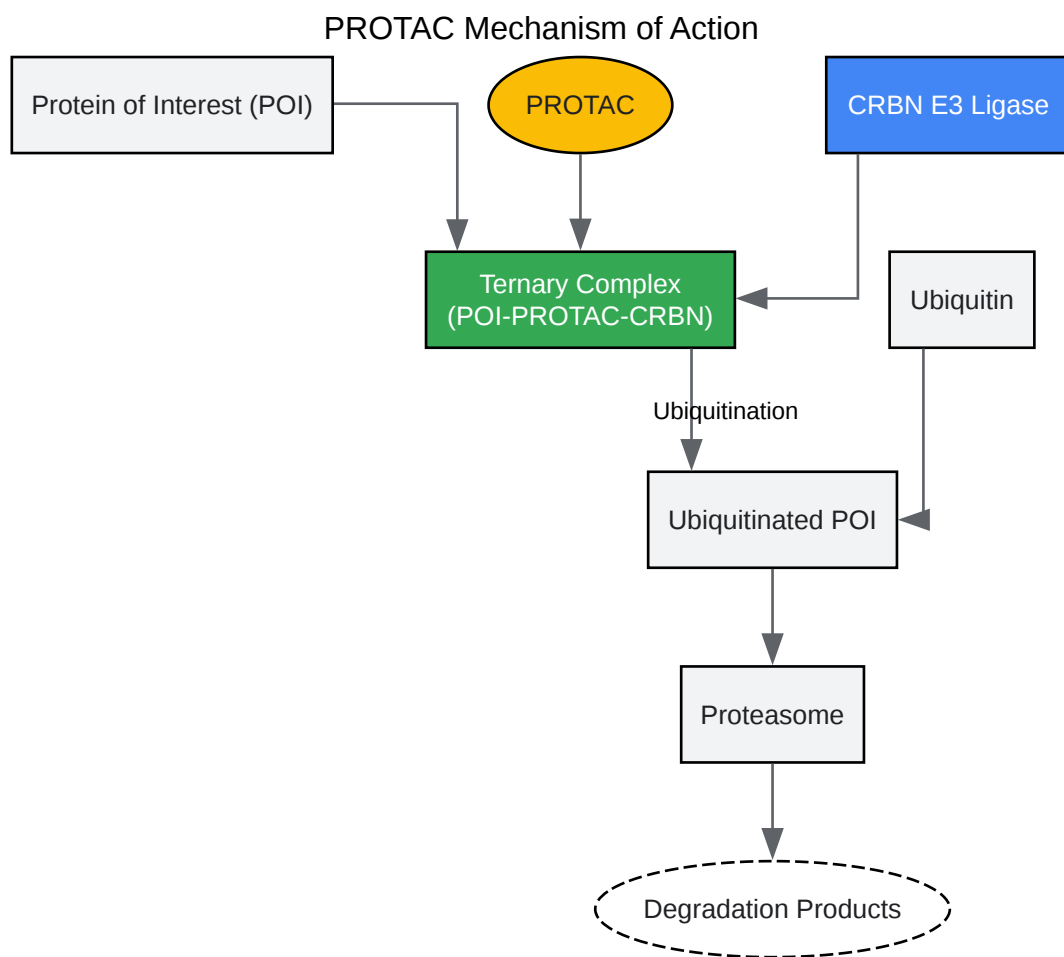 PROTAC Mechanism of Action
Protein of Interest (POI)
PROTAC
CRBN E3 Ligase
Ternary Complex
(POI-PROTAC-CRBN)
Ubiquitin
Ubiquitination
Ubiquitinated POI
Proteasome
Degradation Products